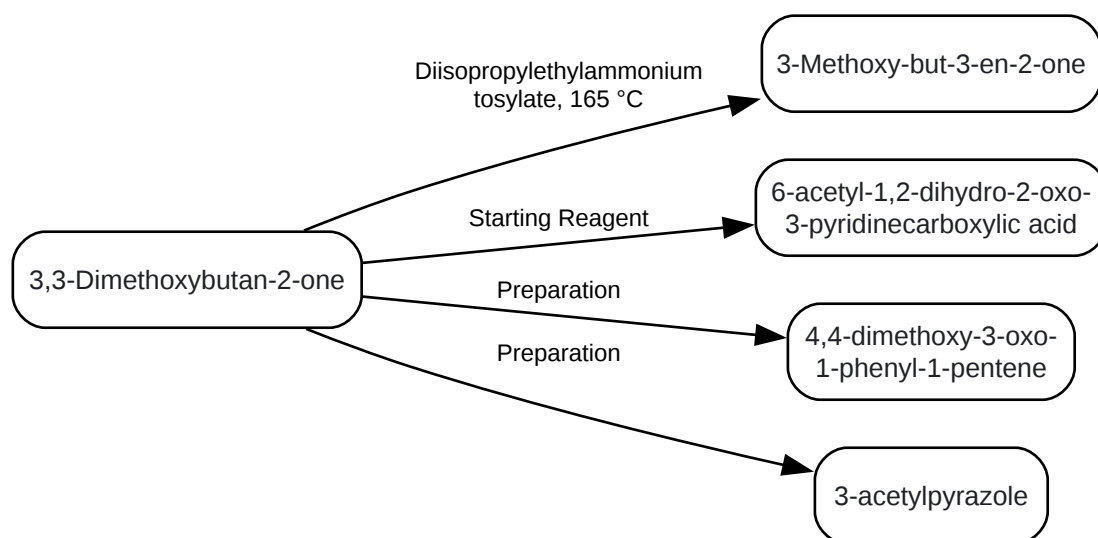 3-Methoxy-but-3-en-2-one
Diisopropylethylammonium
tosylate, 165 °C
6-acetyl-1,2-dihydro-2-oxo-
3-pyridinecarboxylic acid
Starting Reagent
3,3-Dimethoxybutan-2-one
Preparation
4,4-dimethoxy-3-oxo-
1-phenyl-1-pentene
Preparation
3-acetylpyrazole